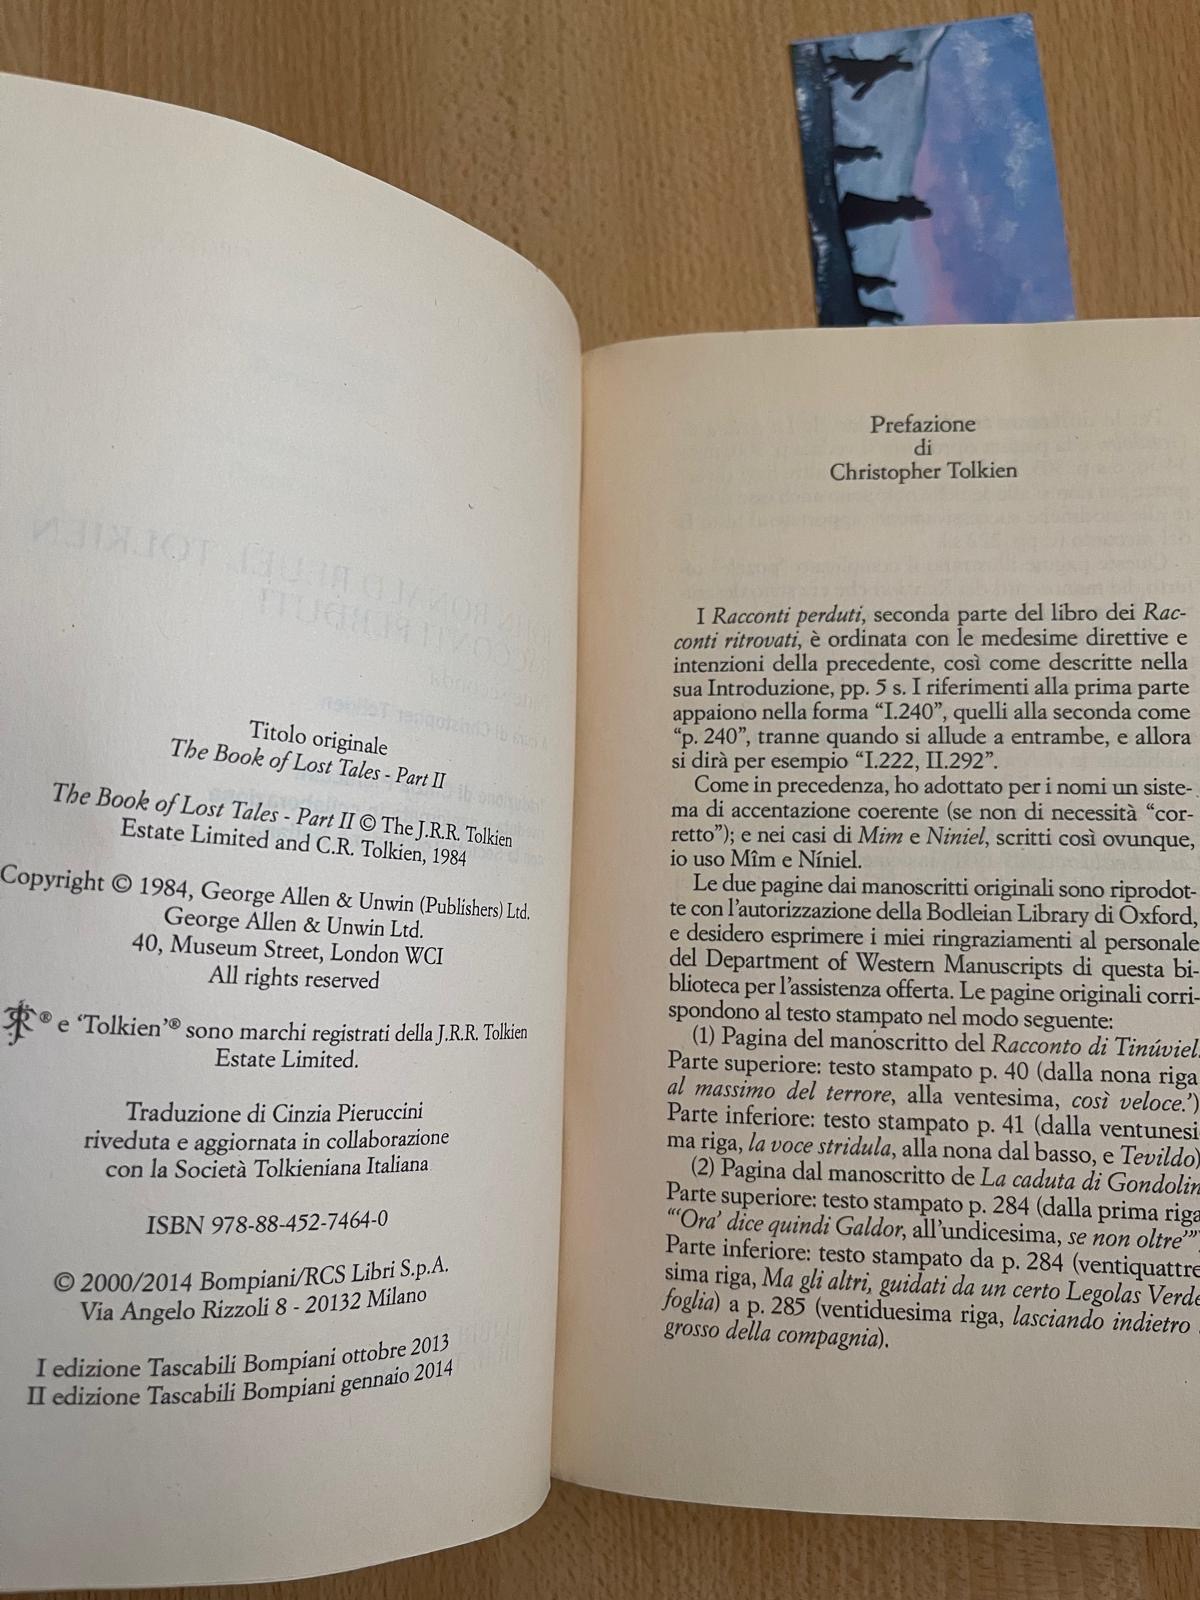 Titolo originale
The Book of Lost Tales - Part II
The Book of Lost Tales - Part II © The J.R.R. Tolkien
Estate Limited and C.R. Tolkien, 1984
Copyright © 1984, George Allen & Unwin (Publishers) Ltd.
George Allen & Unwin Ltd.
40, Museum Street, London WCI
All rights reserved
® e ‘Tolkien’® sono marchi registrati della J.R.R. Tolkien
Estate Limited.
Traduzione di Cinzia Pieruccini
riveduta e aggiornata in collaborazione
con la Società Tolkieniana Italiana
ISBN 978-88-452-7464-0
© 2000/2014 Bompiani/RCS Libri S.p.A.
Via Angelo Rizzoli 8 - 20132 Milano
I edizione Tascabili Bompiani ottobre 2013
II edizione Tascabili Bompiani gennaio 2014
Prefazione
di
Christopher Tolkien
I Racconti perduti, seconda parte del libro dei Rac-
conti ritrovati, è ordinata con le medesime direttive e
intenzioni della precedente, così come descritte nella
sua Introduzione, pp. 5 s. I riferimenti alla prima parte
appaiono nella forma “I.240”, quelli alla seconda come
“p. 240”, tranne quando si allude a entrambe, e allora
si dirà per esempio “I.222, II.292”.
Come in precedenza, ho adottato per i nomi un siste-
ma di accentazione coerente (se non di necessità “cor-
retto”); e nei casi di Mim e Niniel, scritti così ovunque,
io uso Mîm e Níniel.
Le due pagine dai manoscritti originali sono riprodot-
te con l’autorizzazione della Bodleian Library di Oxford,
e desidero esprimere i miei ringraziamenti al personale
del Department of Western Manuscripts di questa bi-
blioteca per l’assistenza offerta. Le pagine originali corri-
spondono al testo stampato nel modo seguente:
(1) Pagina del manoscritto del Racconto di Tinúviel.
Parte superiore: testo stampato p. 40 (dalla nona riga
al massimo del terrore, alla ventesima, così veloce.’)
Parte inferiore: testo stampato p. 41 (dalla ventunesi
ma riga, la voce stridula, alla nona dal basso, e Tevildo)
(2) Pagina dal manoscritto de La caduta di Gondolin
Parte superiore: testo stampato p. 284 (dalla prima riga
“‘Ora’ dice quindi Galdor, all’undicesima, se non oltre’”
Parte inferiore: testo stampato da p. 284 (ventiquattre
sima riga, Ma gli altri, guidati da un certo Legolas Verde
foglia) a p. 285 (ventiduesima riga, lasciando indietro
grosso della compagnia).